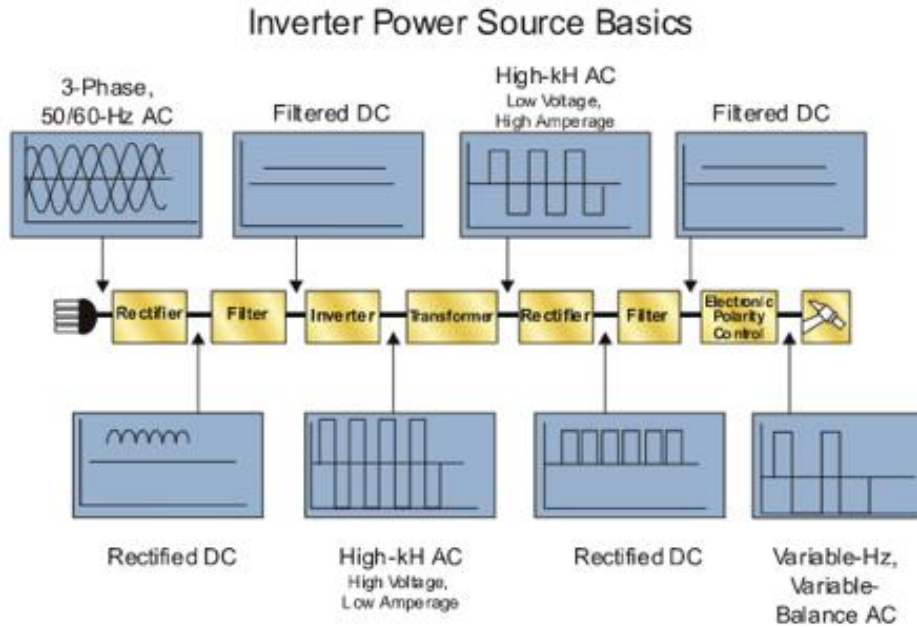 Inverter Power Source Basics
3-Phase,
50/60-Hz AC
Filtered DC
High-kH AC
Low Voltage,
High Amperage
Filtered DC
Rectifier
Filter
Inverter
Transformer
Rectifier
Filter
Electronic
Polarity
Control
Rectified DC
High-kH AC
High Voltage,
Low Amperage
Rectified DC
Variable-Hz,
Variable-
Balance AC